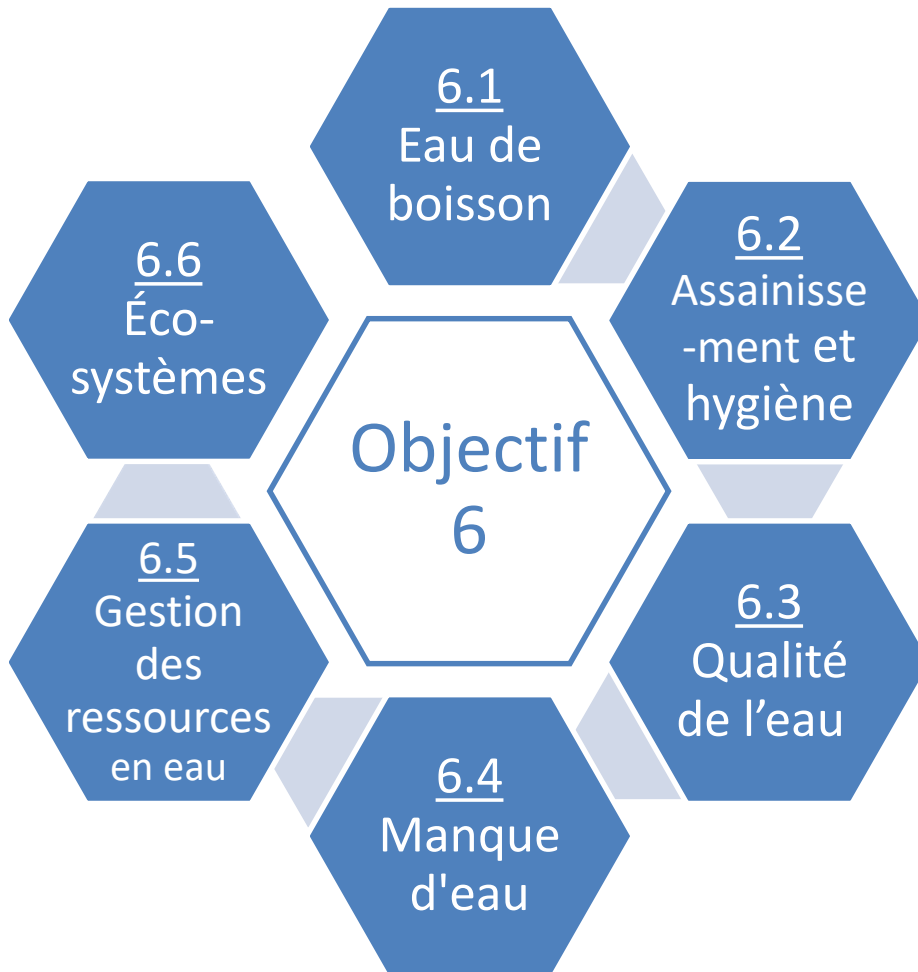 6.1
Eau de
boisson
6.2
Assainisse
-ment et
hygiène
6.3
Qualité
de l’eau
6.4
Manque
d'eau
6.5
Gestion
des
ressources
en eau
6.6
Éco-
systèmes
Objectif
6